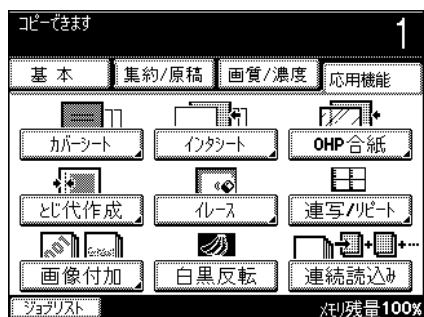 コピーできます
1
基本 集約/原稿 画質/濃度 応用機能
カバーシート インタシート OHP合紙
とじ代作成 イレース 連写/リピート
画像付加 白黒反転 連続読込み
ジョブリスト メモリ残量100%